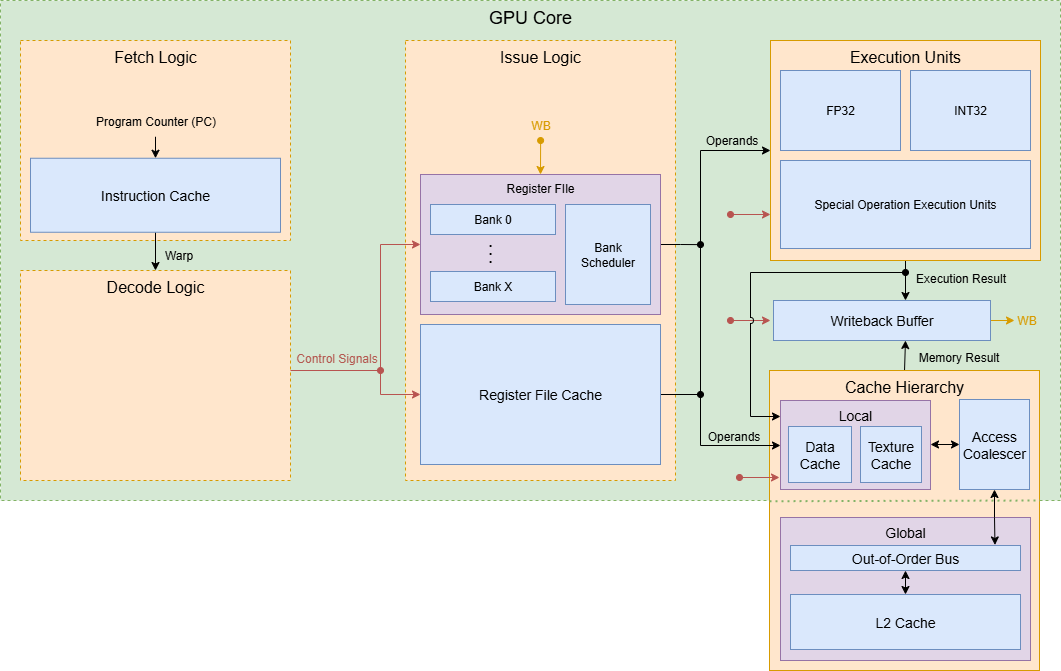 GPU Core
Fetch Logic
Program Counter (PC)
Instruction Cache
Warp
Decode Logic
Control Signals
Issue Logic
WB
Register FIle
Bank 0
Bank X
Bank
Scheduler
Register File Cache
Operands
Execution Units
FP32
INT32
Special Operation Execution Units
Execution Result
Writeback Buffer
WB
Memory Result
Cache Hierarchy
Operands
Local
Data
Cache
Texture
Cache
Access
Coalescer
Global
Out-of-Order Bus
L2 Cache